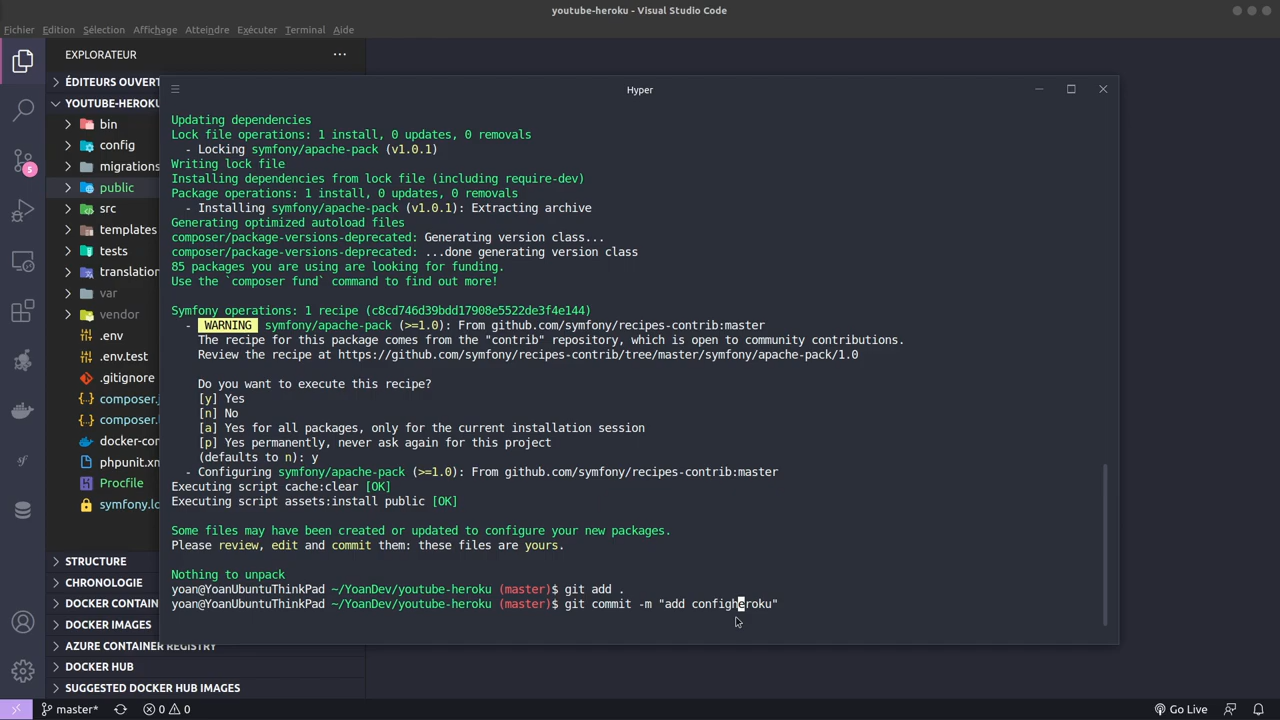 youtube-heroku - Visual Studio Code
Fichier Edition Sélection Affichage Atteindre Exécuter Terminal Aide
EXPLORATEUR
ÉDITEURS OUVERT
YOUTUBE-HEROKU
bin
config
migrations
public
src
templates
tests
translation
var
vendor
.env
.env.test
.gitignore
composer.j
composer.l
docker-con
phpunit.xm
Procfile
symfony.lo
STRUCTURE
CHRONOLOGIE
DOCKER CONTAI
DOCKER IMAGES
AZURE CONTAINER REGISTRY
DOCKER HUB
SUGGESTED DOCKER HUB IMAGES
5
sf
Hyper
Updating dependencies
Lock file operations: 1 install, 0 updates, 0 removals
- Locking symfony/apache-pack (v1.0.1)
Writing lock file
Installing dependencies from lock file (including require-dev)
Package operations: 1 install, 0 updates, 0 removals
- Installing symfony/apache-pack (v1.0.1): Extracting archive
Generating optimized autoload files
composer/package-versions-deprecated: Generating version class...
composer/package-versions-deprecated: ...done generating version class
85 packages you are using are looking for funding.
Use the `composer fund` command to find out more!
Symfony operations: 1 recipe (c8cd746d39bdd17908e5522de3f4e144)
- WARNING symfony/apache-pack (>=1.0): From github.com/symfony/recipes-contrib:master
The recipe for this package comes from the "contrib" repository, which is open to community contributions.
Review the recipe at https://github.com/symfony/recipes-contrib/tree/master/symfony/apache-pack/1.0
Do you want to execute this recipe?
[y] Yes
[n] No
[a] Yes for all packages, only for the current installation session
[p] Yes permanently, never ask again for this project
(defaults to n): y
- Configuring symfony/apache-pack (>=1.0): From github.com/symfony/recipes-contrib:master
Executing script cache:clear [OK]
Executing script assets:install public [OK]
Some files may have been created or updated to configure your new packages.
Please review, edit and commit them: these files are yours.
Nothing to unpack
yoan@YoanUbuntuThinkPad ~/YoanDev/youtube-heroku (master)$ git add .
yoan@YoanUbuntuThinkPad ~/YoanDev/youtube-heroku (master)$ git commit -m "add configheroku"
master* 0 0 Go Live